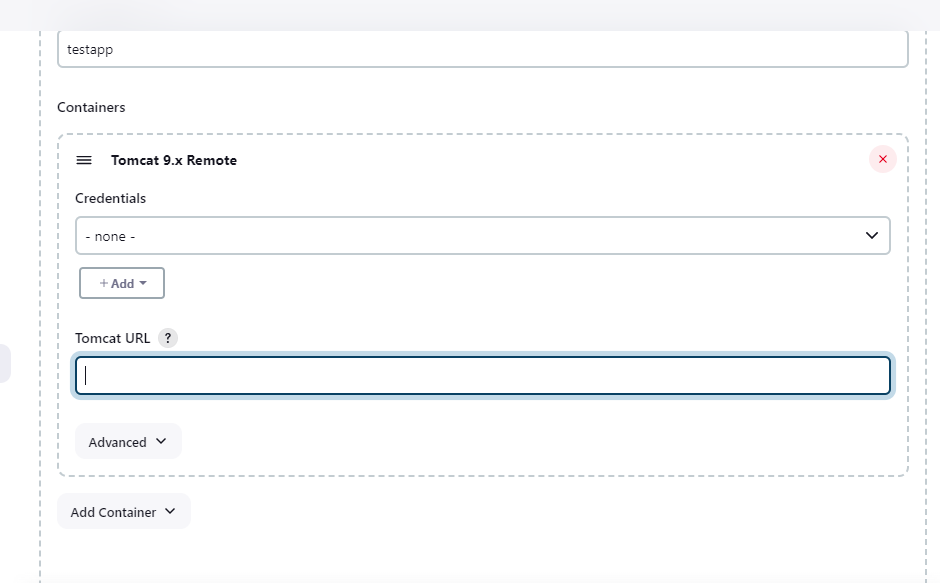 testapp
Containers
Tomcat 9.x Remote
Credentials
- none -
+ Add
Tomcat URL ?
Advanced
Add Container